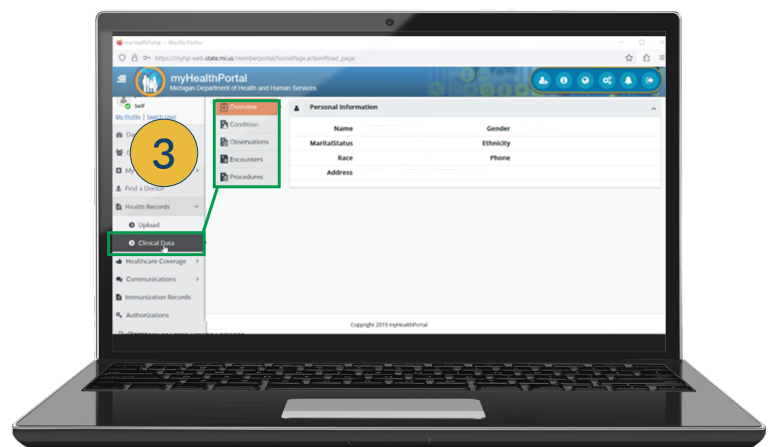 myHealthPortal — Mozilla Firefox
https://myhp-web.state.mi.us/memberportal/homePage.action#load_page
myHealthPortal
Michigan Department of Health and Human Services
Self
My Profile | Switch User
3
Find a Doctor
Health Records
Upload
Clinical Data
Healthcare Coverage
Communications
Immunization Records
Authorizations
Overview
Condition
Observations
Encounters
Procedures
Personal Information
Name
Gender
MaritalStatus
Ethnicity
Race
Phone
Address
Copyright 2019 myHealthPortal